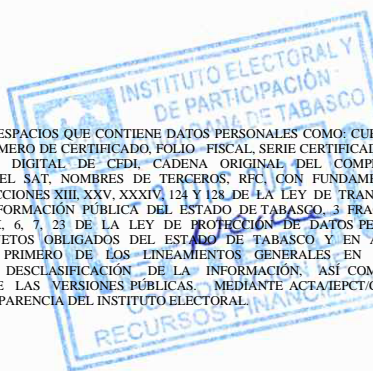 INSTITUTO ELECTORAL Y
DE PARTICIPACIÓN
DE TABASCO
ESPACIOS QUE CONTIENE DATOS PERSONALES COMO:
MERO DE CERTIFICADO, FOLIO FISCAL, SERIE CERTIFICAD
DIGITAL DE CFDI, CADENA ORIGINAL DEL COMP
EL SAT, NOMBRES DE TERCEROS, RFC, CON FUNDAME
CCIONES XIII, XXV, XXXIV, 124 Y 128, DE LA LEY DE TRAN
FORMACIÓN PÚBLICA DEL ESTADO DE TABASCO, 3 FRA
, 6, 7, 23 DE LA LEY DE PROTECCIÓN DE DATOS PE
ETOS OBLIGADOS DEL ESTADO DE TABASCO Y EN A
PRIMERO DE LOS LINEAMIENTOS GENERALES EN
DESCLASIFICACIÓN DE LA INFORMACIÓN, ASÍ COM
E LAS VERSIONES PÚBLICAS. MEDIANTE ACTA/IEPCT/
PARENCIA DEL INSTITUTO ELECTORAL.
RECURSOS FINANCIE